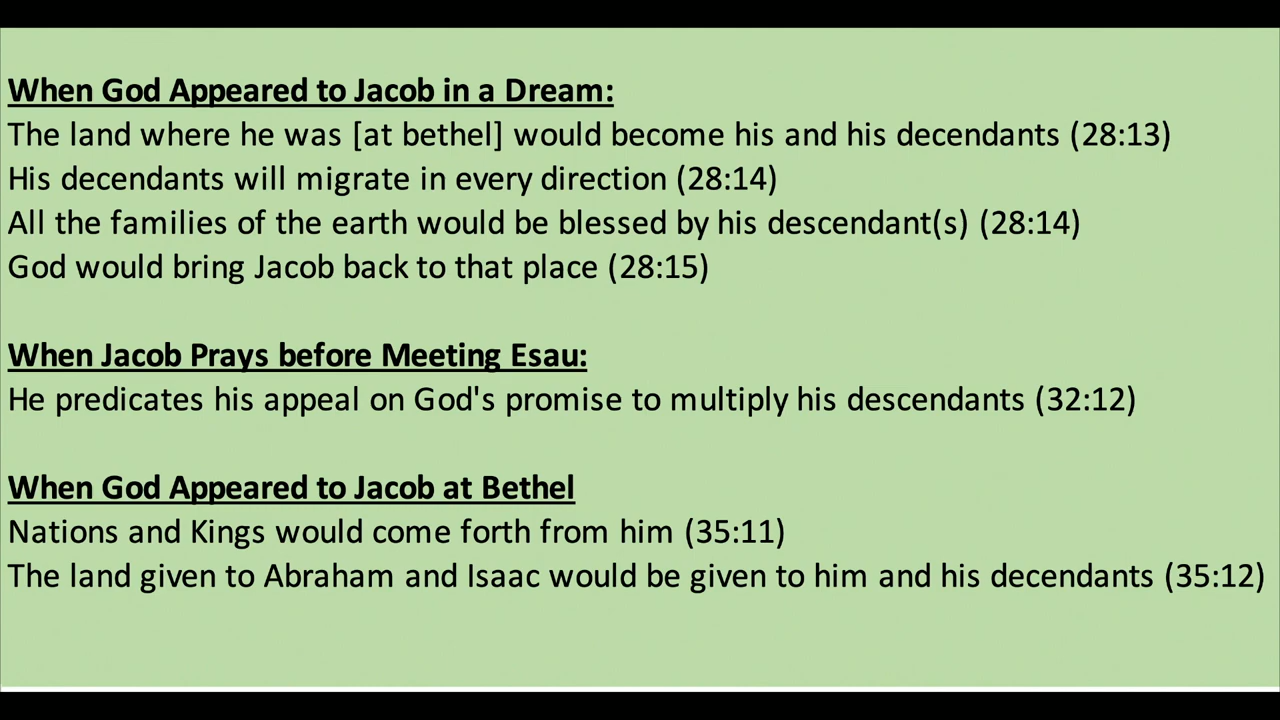 When God Appeared to Jacob in a Dream:
The land where he was [at bethel] would become his and his decendants (28:13)
His decendants will migrate in every direction (28:14)
All the families of the earth would be blessed by his descendant(s) (28:14)
God would bring Jacob back to that place (28:15)
When Jacob Prays before Meeting Esau:
He predicates his appeal on God's promise to multiply his descendants (32:12)
When God Appeared to Jacob at Bethel
Nations and Kings would come forth from him (35:11)
The land given to Abraham and Isaac would be given to him and his decendants (35:12)